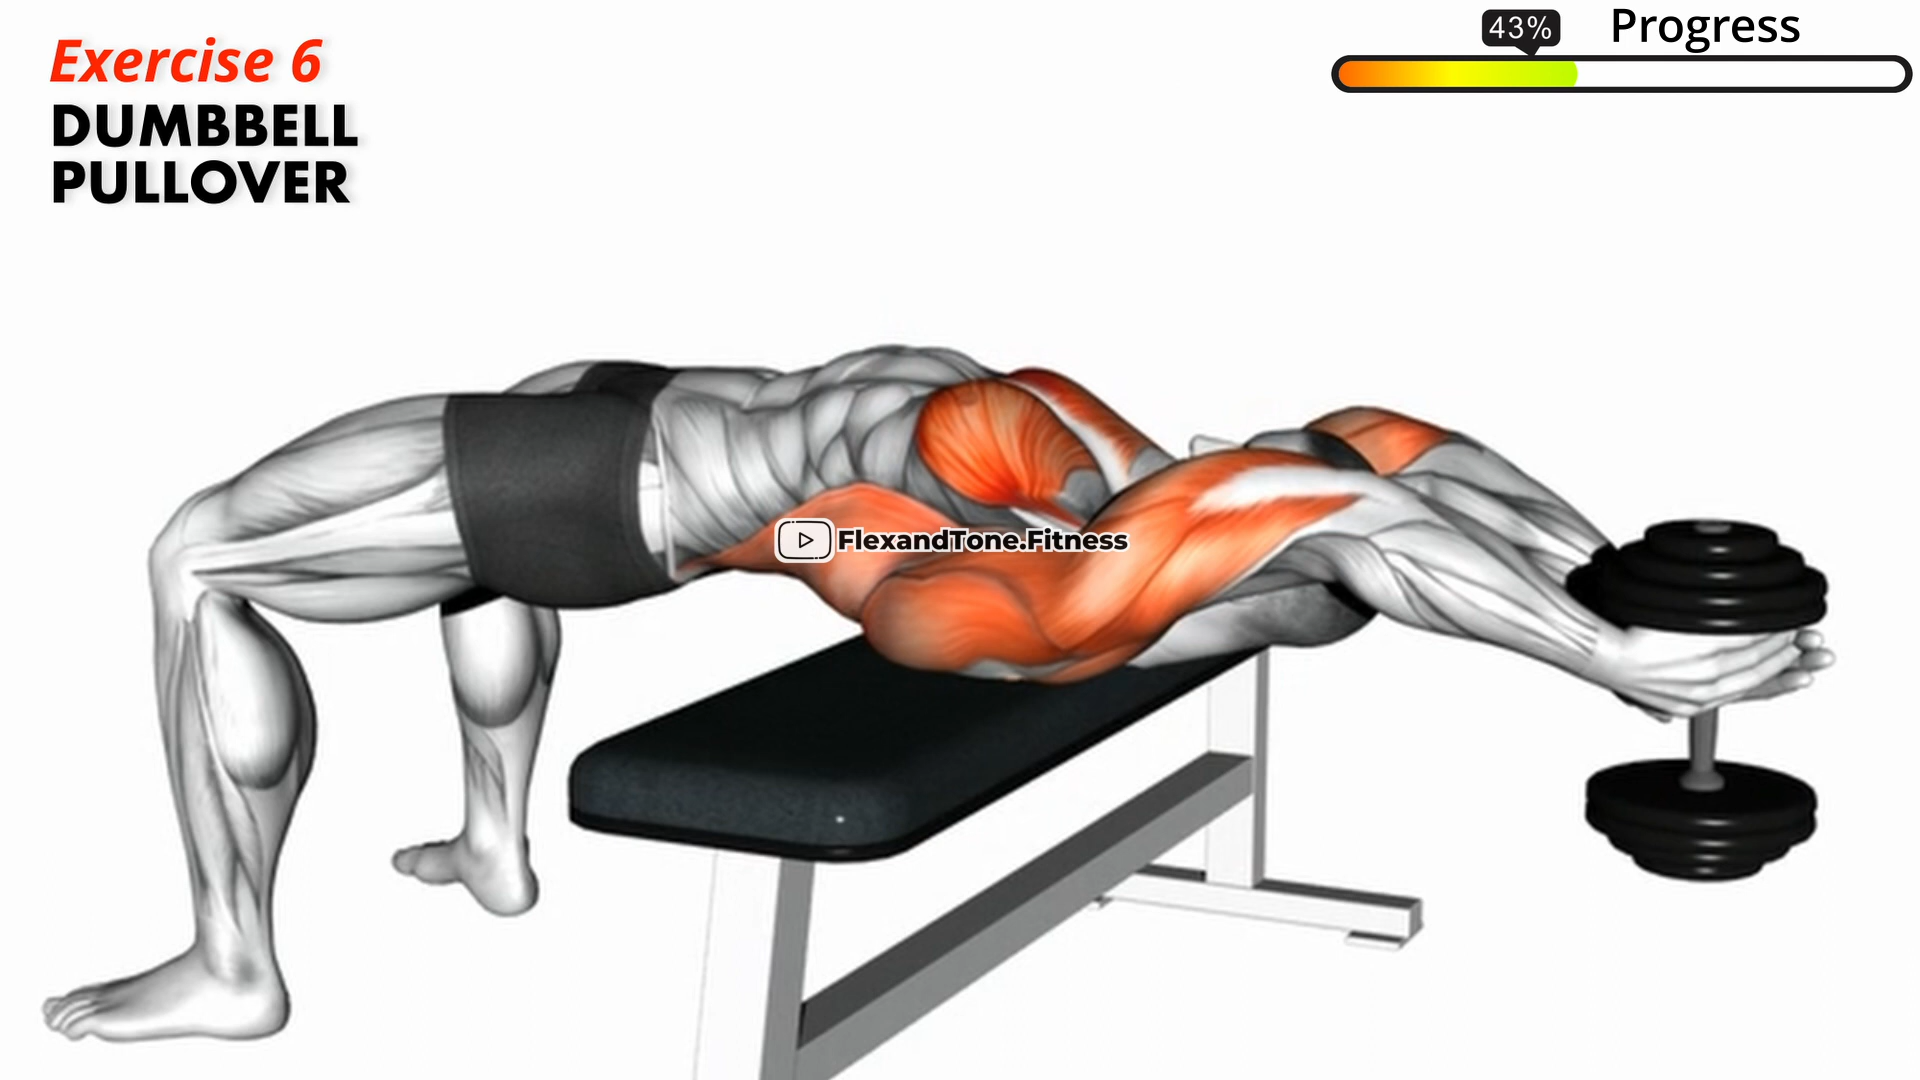 Exercise 6
DUMBBELL
PULLOVER
43%
Progress
FlexandTone.Fitness